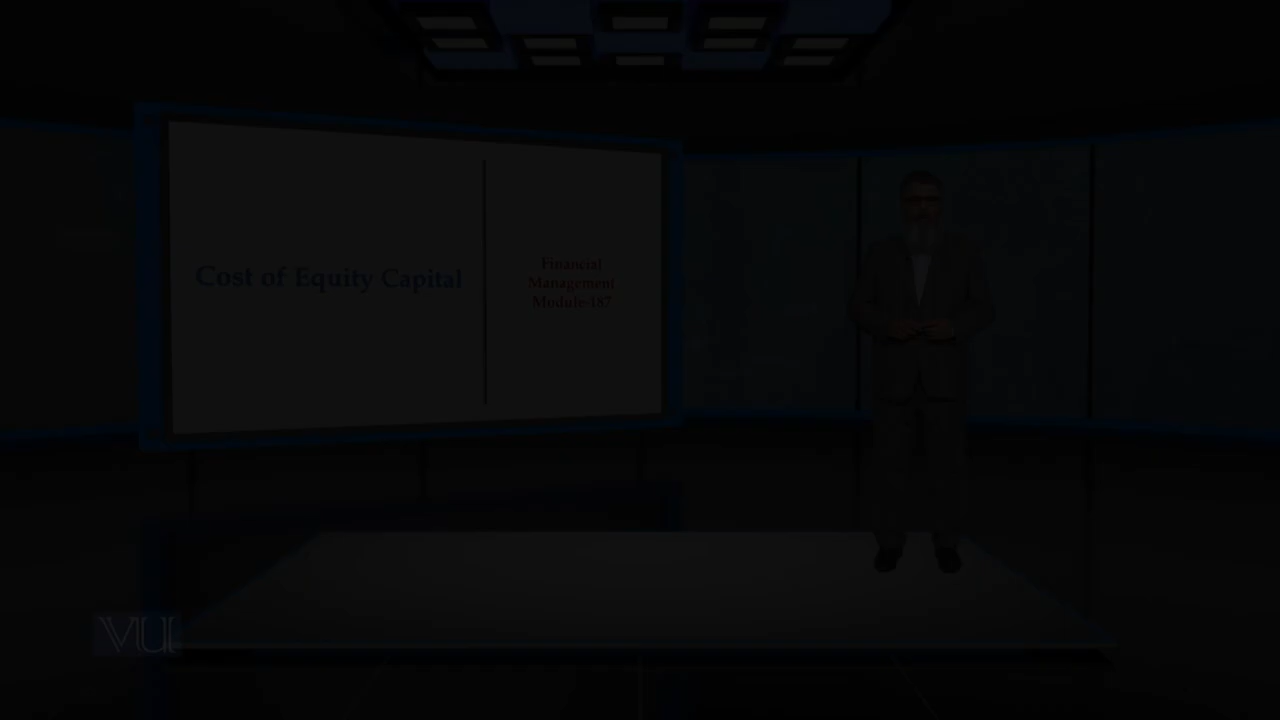 Cost of Equity Capital
Financial
Management
Module-187
VU